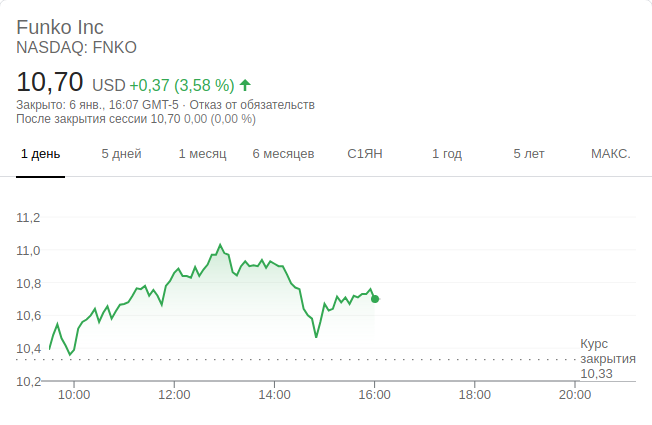 Funko Inc
NASDAQ: FNKO
10,70 USD +0,37 (3,58 %)
Закрыто: 6 янв., 16:07 GMT-5 · Отказ от обязательств
После закрытия сессии 10,70 0,00 (0,00 %)
1 день 5 дней 1 месяц 6 месяцев С1ЯН 1 год 5 лет МАКС.
11,2
11,0
10,8
10,6
10,4
Курс
закрытия
10,33
10,2
10:00 12:00 14:00 16:00 18:00 20:00